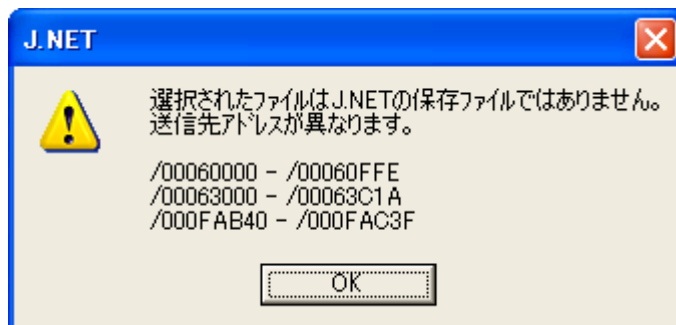 J.NET
選択されたファイルはJ.NETの保存ファイルではありません。
送信先アドレスが異なります。
/00060000 - /00060FFE
/00063000 - /00063C1A
/000FAB40 - /000FAC3F
OK